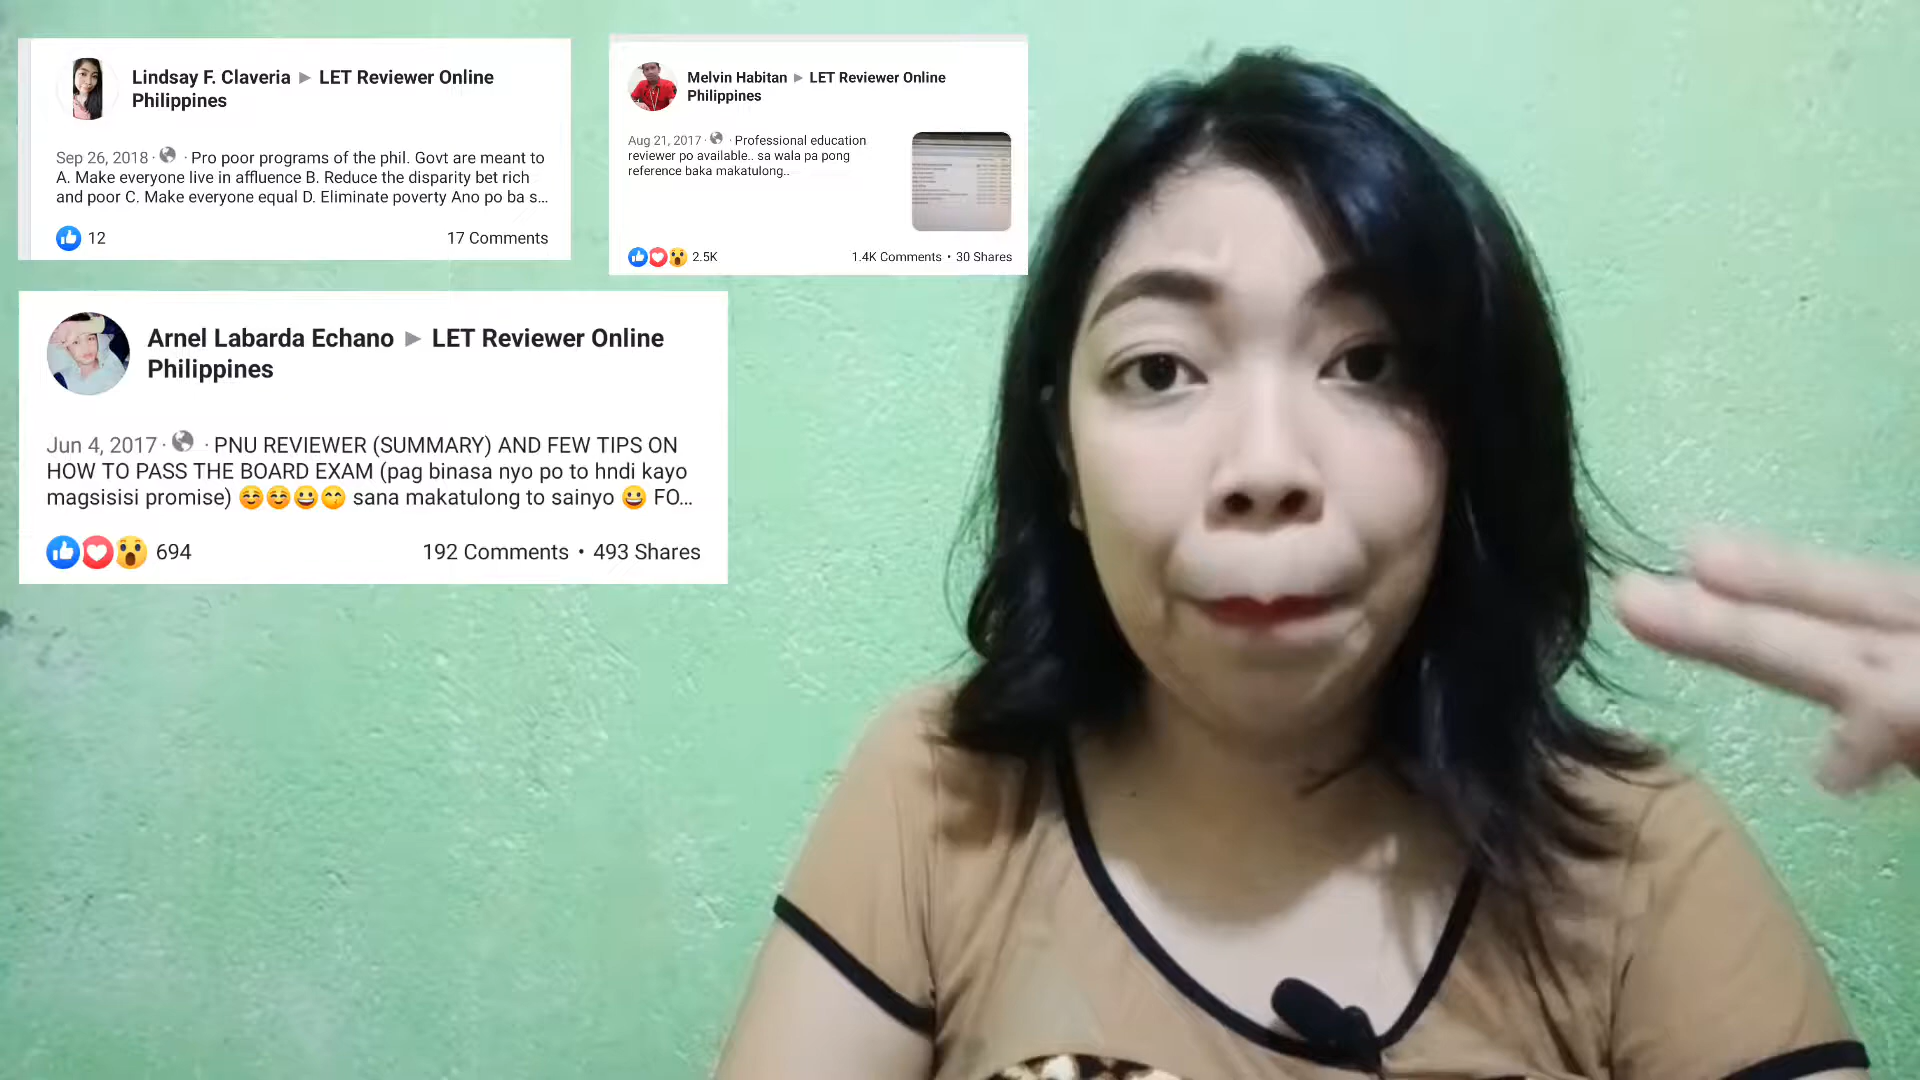 Lindsay F. Claveria ▶ LET Reviewer Online
Philippines
Sep 26, 2018 · · Pro poor programs of the phil. Govt are meant to
A. Make everyone live in affluence B. Reduce the disparity bet rich
and poor C. Make everyone equal D. Eliminate poverty Ano po ba s...
12
17 Comments
Melvin Habitan ▶ LET Reviewer Online
Philippines
Aug 21, 2017 · · Professional education
reviewer po available.. sa wala pa pong
reference baka makatulong..
2.5K
1.4K Comments • 30 Shares
Arnel Labarda Echano ▶ LET Reviewer Online
Philippines
Jun 4, 2017 · · PNU REVIEWER (SUMMARY) AND FEW TIPS ON
HOW TO PASS THE BOARD EXAM (pag binasa nyo po to hndi kayo
magsisisi promise) ☺️☺️😀😙 sana makatulong to sainyo 😀 FO...
694
192 Comments • 493 Shares